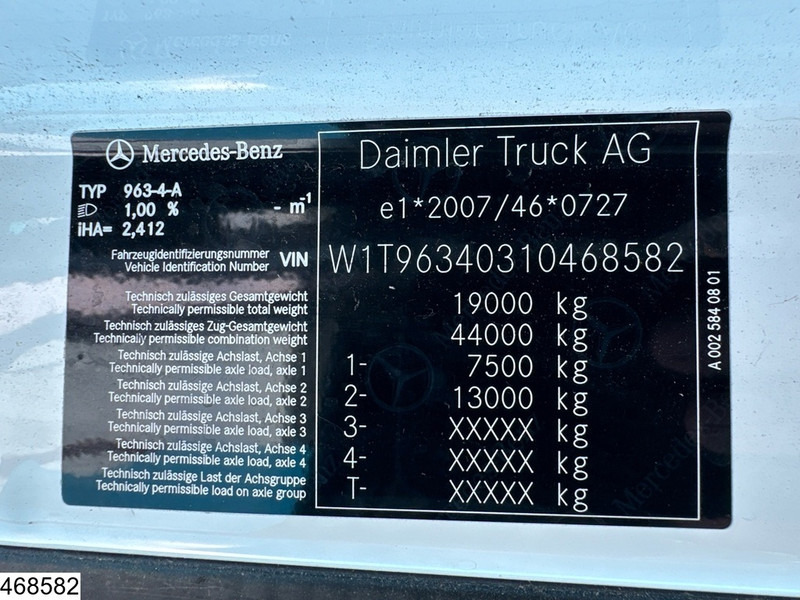 Mercedes-Benz
Daimler Truck AG
TYP 963-4-A
1,00 % - m-1
iHA= 2,412
e1*2007/46*0727
Fahrzeugidentifizierungsnummer
Vehicle Identification Number VIN W1T96340310468582
Technisch zulässiges Gesamtgewicht
Technically permissible total weight 19000 kg
Technisch zulässiges Zug-Gesamtgewicht
Technically permissible combination weight 44000 kg
Technisch zulässige Achslast, Achse 1
Technically permissible axle load, axle 1 1- 7500 kg
Technisch zulässige Achslast, Achse 2
Technically permissible axle load, axle 2 2- 13000 kg
Technisch zulässige Achslast, Achse 3
Technically permissible axle load, axle 3 3- XXXXX kg
Technisch zulässige Achslast, Achse 4
Technically permissible axle load, axle 4 4- XXXXX kg
Technisch zulässige Last der Achsgruppe
Technically permissible load on axle group T- XXXXX kg
A 002 584 08 01
468582